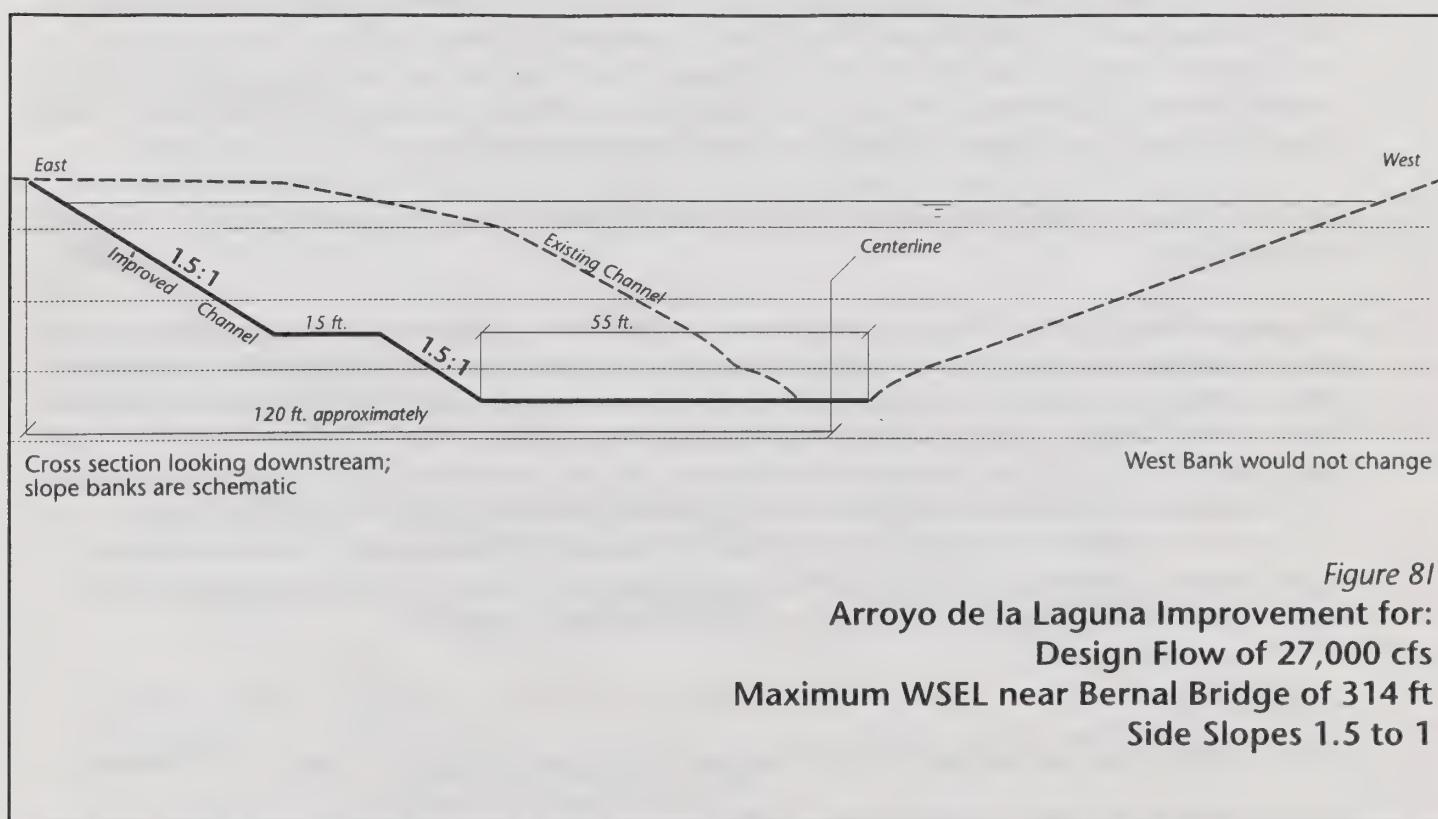 East
West
Existing Channel
Centerline
1.5:1
Improved Channel
15 ft.
55 ft.
1.5:1
120 ft. approximately
Cross section looking downstream;
slope banks are schematic
West Bank would not change
Figure 8I
Arroyo de la Laguna Improvement for:
Design Flow of 27,000 cfs
Maximum WSEL near Bernal Bridge of 314 ft
Side Slopes 1.5 to 1